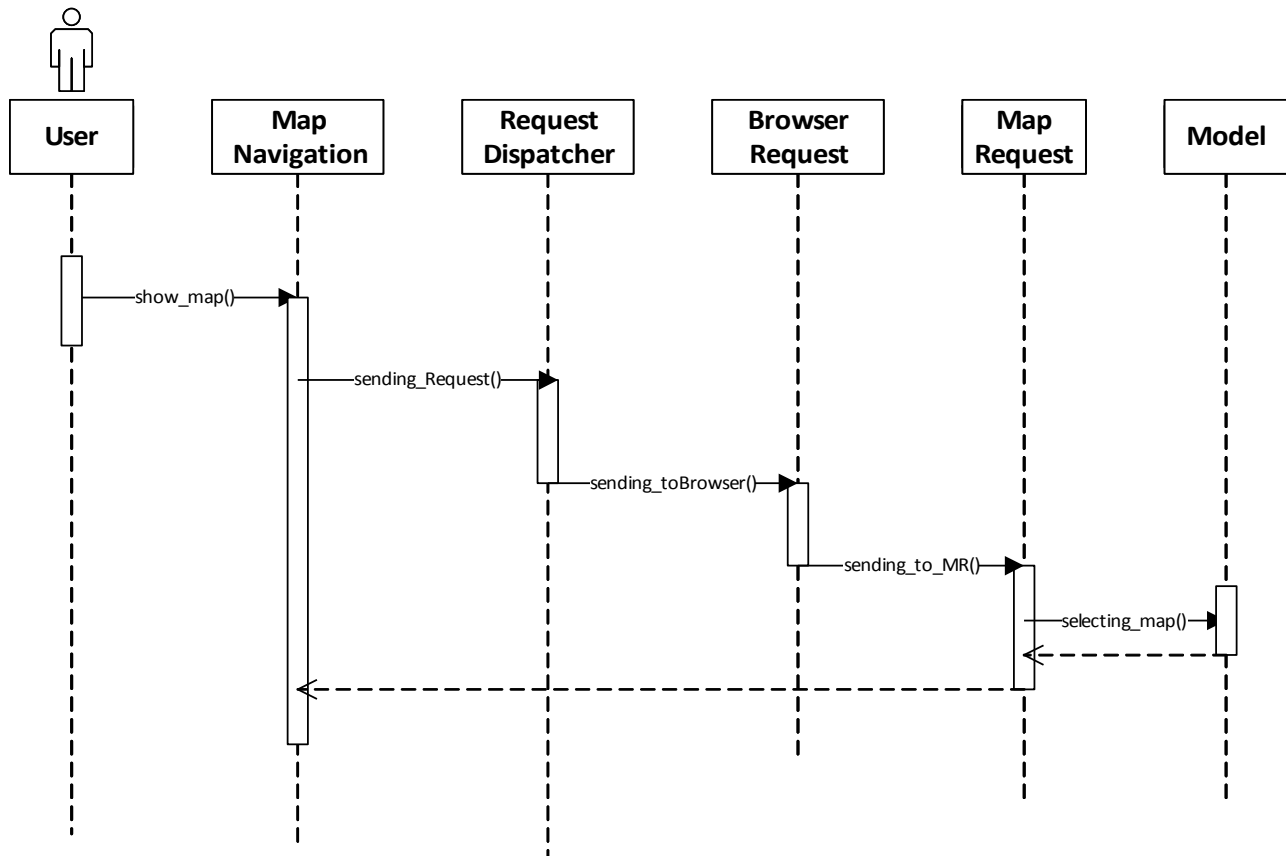 User
Map
Navigation
Request
Dispatcher
Browser
Request
Map
Request
Model
show_map()
sending_Request()
sending_toBrowser()
sending_to_MR()
selecting_map()